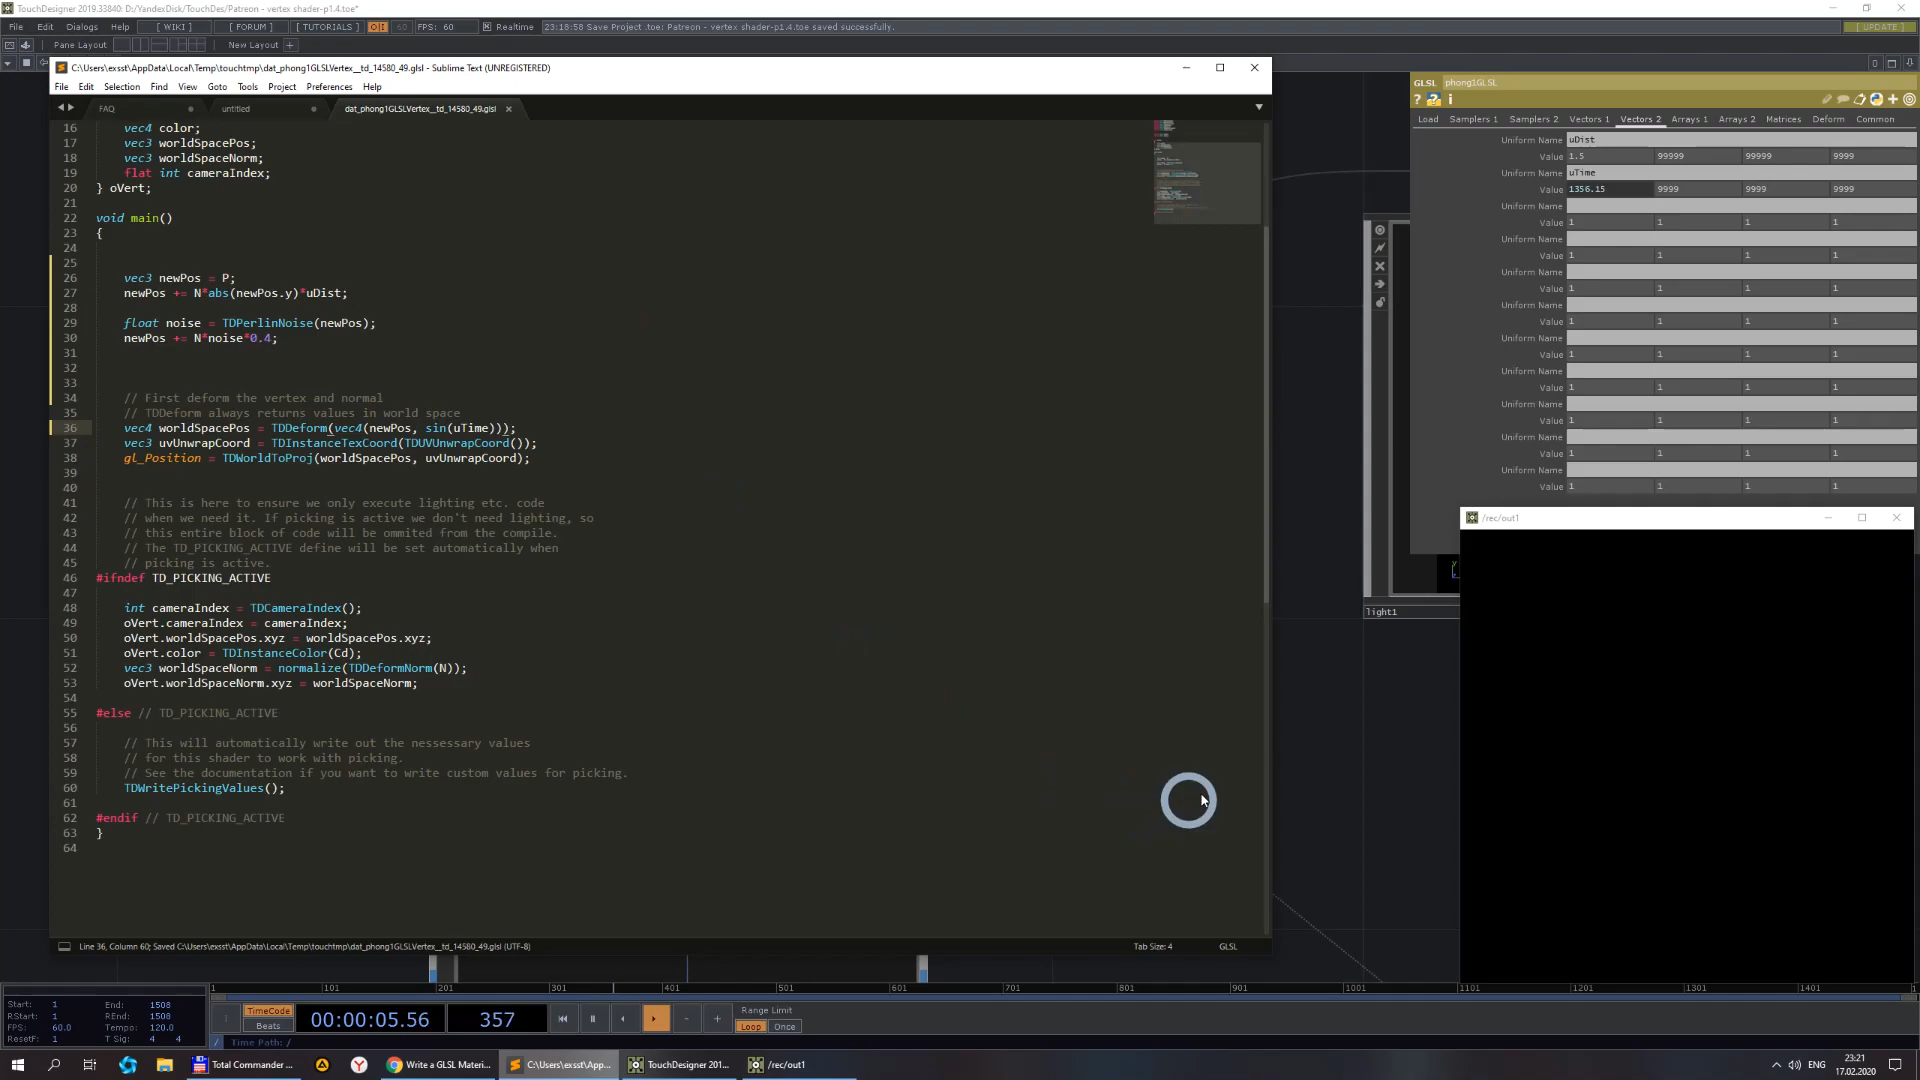 TouchDesigner 2019.33840: D:/YandexDisk/TouchDes/Patreon - vertex shader-p1.4.toe*
File Edit Dialogs Help [ WIKI ] [ FORUM ] [ TUTORIALS ] O|I 60 FPS: 60 Realtime 23:18:58 Save Project .toe: Patreon - vertex shader-p1.4.toe saved successfully. [ UPDATE ]
Pane Layout New Layout +
C:\Users\exsst\AppData\Local\Temp\touchtmp\dat_phong1GLSLVertex__td_14580_49.glsl - Sublime Text (UNREGISTERED)
File Edit Selection Find View Goto Tools Project Preferences Help
FAQ untitled dat_phong1GLSLVertex__td_14580_49.glsl
16 vec4 color;
17 vec3 worldSpacePos;
18 vec3 worldSpaceNorm;
19 flat int cameraIndex;
20 } oVert;
21
22 void main()
23 {
24
25
26 vec3 newPos = P;
27 newPos += N*abs(newPos.y)*uDist;
28
29 float noise = TDPerlinNoise(newPos);
30 newPos += N*noise*0.4;
31
32
33
34 // First deform the vertex and normal
35 // TDDeform always returns values in world space
36 vec4 worldSpacePos = TDDeform(vec4(newPos, sin(uTime)));
37 vec3 uvUnwrapCoord = TDInstanceTexCoord(TDUVUnwrapCoord());
38 gl_Position = TDWorldToProj(worldSpacePos, uvUnwrapCoord);
39
40
41 // This is here to ensure we only execute lighting etc. code
42 // when we need it. If picking is active we don't need lighting, so
43 // this entire block of code will be ommited from the compile.
44 // The TD_PICKING_ACTIVE define will be set automatically when
45 // picking is active.
46 #ifndef TD_PICKING_ACTIVE
47
48 int cameraIndex = TDCameraIndex();
49 oVert.cameraIndex = cameraIndex;
50 oVert.worldSpacePos.xyz = worldSpacePos.xyz;
51 oVert.color = TDInstanceColor(Cd);
52 vec3 worldSpaceNorm = normalize(TDDeformNorm(N));
53 oVert.worldSpaceNorm.xyz = worldSpaceNorm;
54
55 #else // TD_PICKING_ACTIVE
56
57 // This will automatically write out the nessessary values
58 // for this shader to work with picking.
59 // See the documentation if you want to write custom values for picking.
60 TDWritePickingValues();
61
62 #endif // TD_PICKING_ACTIVE
63 }
64
Line 36, Column 60; Saved C:\Users\exsst\AppData\Local\Temp\touchtmp\dat_phong1GLSLVertex__td_14580_49.glsl (UTF-8) Tab Size: 4 GLSL
GLSL phong1GLSL
? i
Load Samplers 1 Samplers 2 Vectors 1 Vectors 2 Arrays 1 Arrays 2 Matrices Deform Common
Uniform Name uDist
Value 1.5 99999 99999 9999
Uniform Name uTime
Value 1356.15 9999 9999 9999
Uniform Name
Value 1 1 1 1
Uniform Name
Value 1 1 1 1
Uniform Name
Value 1 1 1 1
Uniform Name
Value 1 1 1 1
Uniform Name
Value 1 1 1 1
Uniform Name
Value 1 1 1 1
Uniform Name
Value 1 1 1 1
Uniform Name
Value 1 1 1 1
Uniform Name
Value 1 1 1 1
/rec/out1
light1
1 101 201 301 401 501 601 701 801 901 1001 1101 1201 1301 1401 1
Start: 1 End: 1508
RStart: 1 REnd: 1508
FPS: 60.0 Tempo: 120.0
ResetF: 1 T Sig: 4 4
TimeCode
Beats
00:00:05.56 357
Range Limit
Loop Once
/ Time Path: /
Total Commander ... Write a GLSL Materi... C:\Users\exsst\App... TouchDesigner 201... /rec/out1
ENG 23:21
17.02.2020